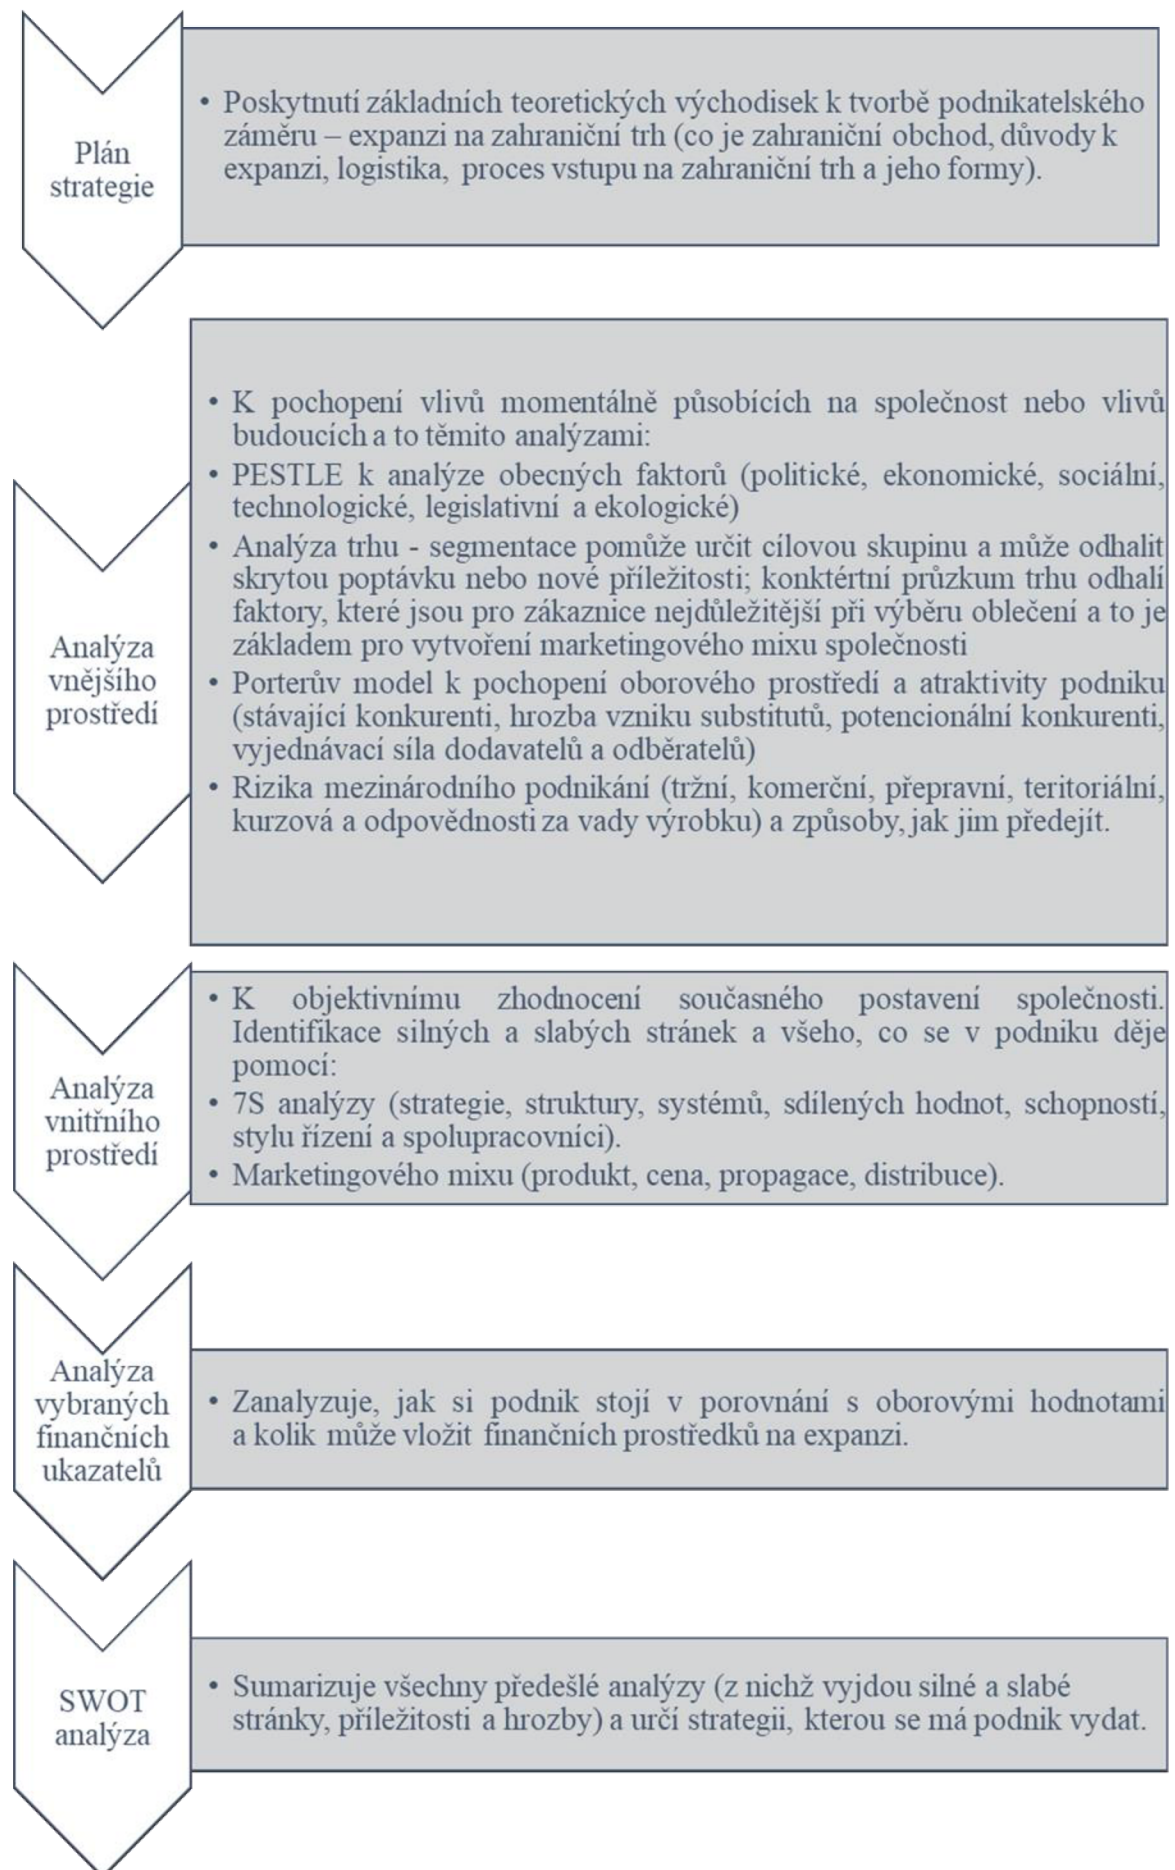 Plán
strategie
• Poskytnutí základních teoretických východisek k tvorbě podnikatelského
záměru – expanzi na zahraniční trh (co je zahraniční obchod, důvody k
expanzi, logistika, proces vstupu na zahraniční trh a jeho formy).
Analýza
vnějšího
prostředí
• K pochopení vlivů momentálně působících na společnost nebo vlivů
budoucích a to těmito analýzami:
• PESTLE k analýze obecných faktorů (politické, ekonomické, sociální,
technologické, legislativní a ekologické)
• Analýza trhu - segmentace pomůže určit cílovou skupinu a může odhalit
skrytou poptávku nebo nové příležitosti; konktértní průzkum trhu odhalí
faktory, které jsou pro zákaznice nejdůležitější při výběru oblečení a to je
základem pro vytvoření marketingového mixu společnosti
• Porterův model k pochopení oborového prostředí a atraktivity podniku
(stávající konkurenti, hrozba vzniku substitutů, potencionální konkurenti,
vyjednávací síla dodavatelů a odběratelů)
• Rizika mezinárodního podnikání (tržní, komerční, přepravní, teritoriální,
kurzová a odpovědnosti za vady výrobku) a způsoby, jak jim předejít.
Analýza
vnitřního
prostředí
• K objektivnímu zhodnocení současného postavení společnosti.
Identifikace silných a slabých stránek a všeho, co se v podniku děje
pomocí:
• 7S analýzy (strategie, struktury, systémů, sdílených hodnot, schopností,
stylu řízení a spolupracovníci).
• Marketingového mixu (produkt, cena, propagace, distribuce).
Analýza
vybraných
finančních
ukazatelů
• Zanalyzuje, jak si podnik stojí v porovnání s oborovými hodnotami
a kolik může vložit finančních prostředků na expanzi.
SWOT
analýza
• Sumarizuje všechny předešlé analýzy (z nichž vyjdou silné a slabé
stránky, příležitosti a hrozby) a určí strategii, kterou se má podnik vydat.